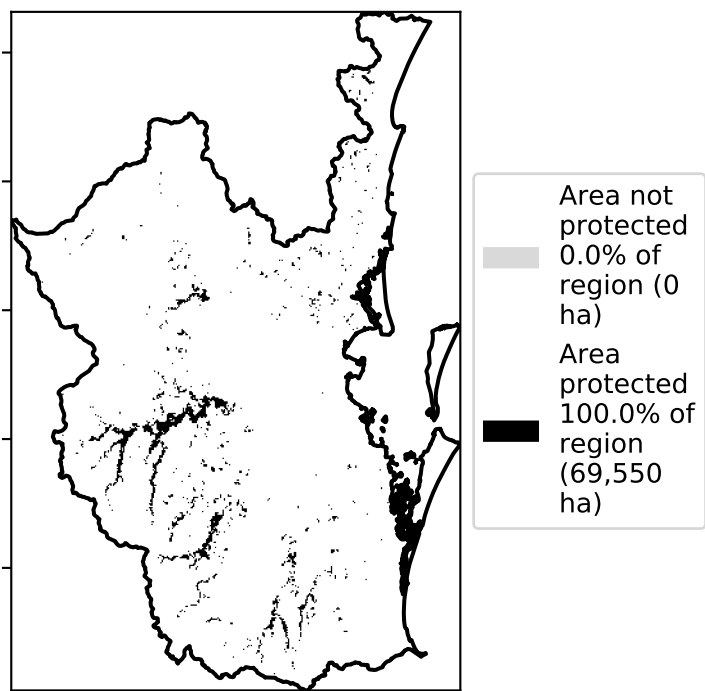 Area not
protected
0.0% of
region (0
ha)
Area
protected
100.0% of
region
(69,550
ha)